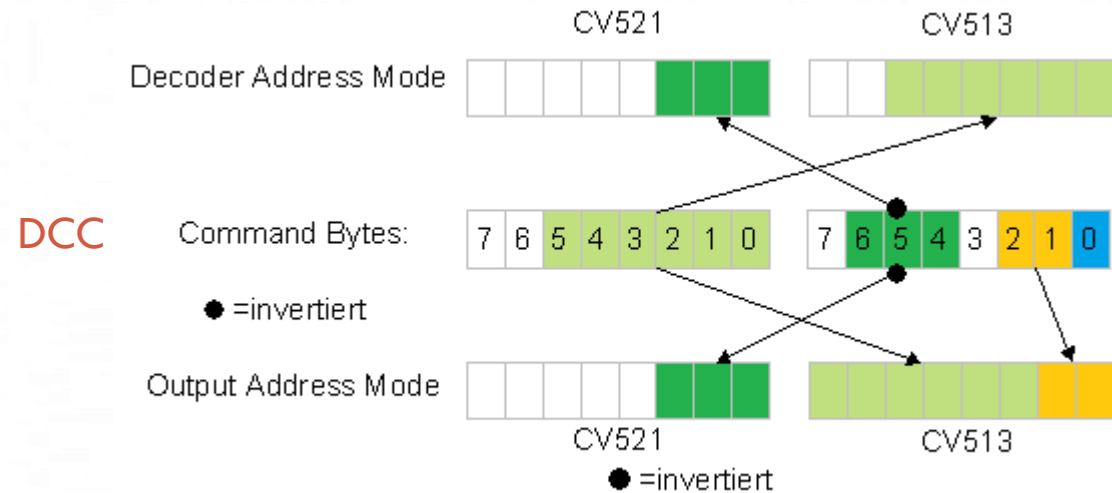 CV521 CV513
Decoder Address Mode
DCC Command Bytes: 7 6 5 4 3 2 1 0 7 6 5 4 3 2 1 0
=invertiert
Output Address Mode
CV521 CV513
=invertiert